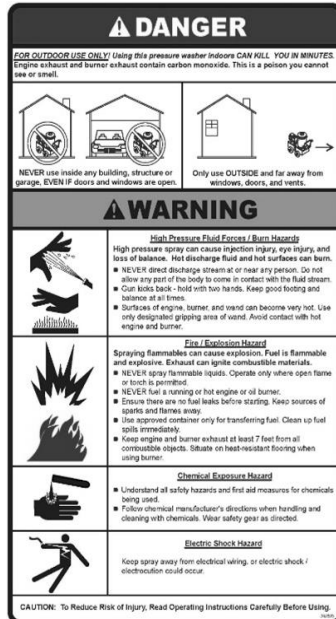 DANGER
FOR OUTDOOR USE ONLY! Using this pressure washer indoors CAN KILL YOU IN MINUTES.
Engine exhaust and burner exhaust contain carbon monoxide. This is a poison you cannot
see or smell.
NEVER use inside any building, structure or
garage, EVEN IF doors and windows are open.
Only use OUTSIDE and far away from
windows, doors, and vents.
WARNING
High Pressure Fluid Forces / Burn Hazards
High pressure spray can cause injection injury, eye injury, and
loss of balance. Hot discharge fluid and hot surfaces can burn.
■ NEVER direct discharge stream at or near any person. Do not
allow any part of the body to come in contact with the fluid stream.
■ Gun kicks back - hold with two hands. Keep good footing and
balance at all times.
■ Surfaces of engine, burner, and wand can become very hot. Use
only designated gripping area of wand. Avoid contact with hot
engine and burner.
Fire / Explosion Hazard
Spraying flammables can cause explosion. Fuel is flammable
and explosive. Exhaust can ignite combustible materials.
■ NEVER spray flammable liquids. Operate only where open flame
or torch is permitted.
■ NEVER fuel a running or hot engine or oil burner.
■ Ensure there are no fuel leaks before starting. Keep sources of
sparks and flames away.
■ Use approved container only for transferring fuel. Clean up fuel
spills immediately.
■ Keep engine and burner exhaust at least 7 feet from all
combustible objects. Situate on heat-resistant flooring when
using burner.
Chemical Exposure Hazard
■ Understand all safety hazards and first aid measures for chemicals
being used.
■ Follow chemical manufacturer's directions when handling and
cleaning with chemicals. Wear safety gear as directed.
Electric Shock Hazard
Keep spray away from electrical wiring, or electric shock /
electrocution could occur.
CAUTION: To Reduce Risk of Injury, Read Operating Instructions Carefully Before Using.